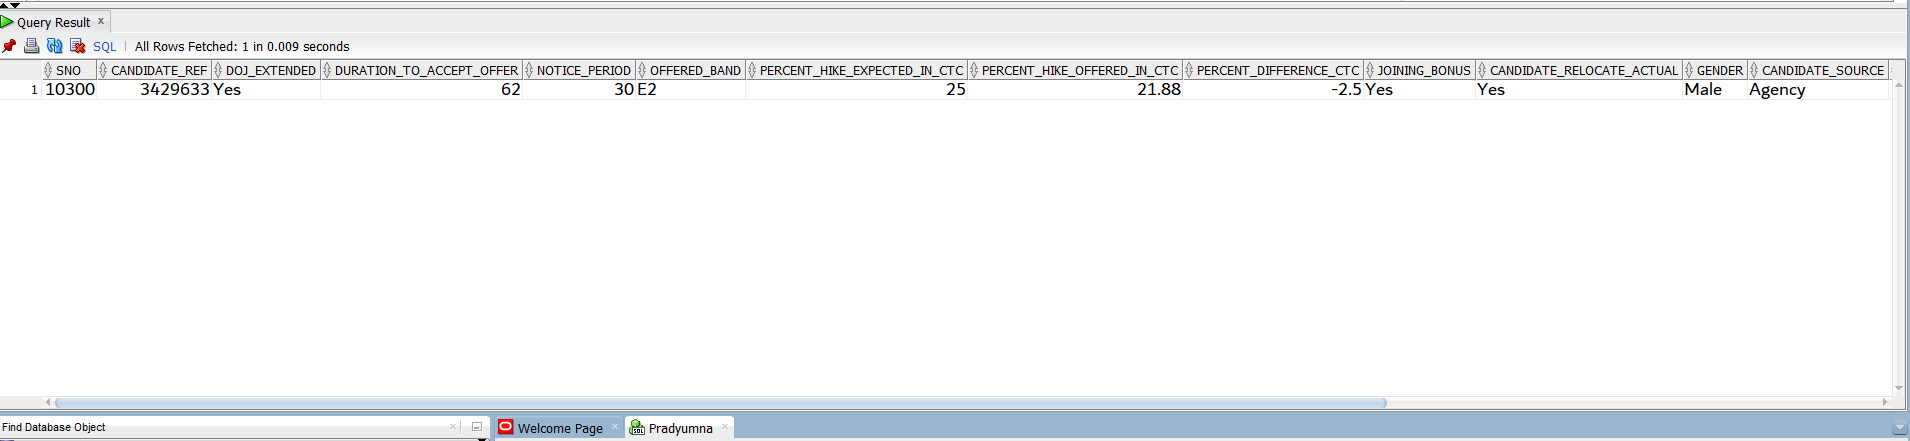 Query Result x
SQL | All Rows Fetched: 1 in 0.009 seconds
SNO CANDIDATE_REF DOJ_EXTENDED DURATION_TO_ACCEPT_OFFER NOTICE_PERIOD OFFERED_BAND PERCENT_HIKE_EXPECTED_IN_CTC PERCENT_HIKE_OFFERED_IN_CTC PERCENT_DIFFERENCE_CTC JOINING_BONUS CANDIDATE_RELOCATE_ACTUAL GENDER CANDIDATE_SOURCE
1 10300 3429633 Yes 62 30 E2 25 21.88 -2.5 Yes Yes Male Agency
Find Database Object
Welcome Page
SQL Pradyumna